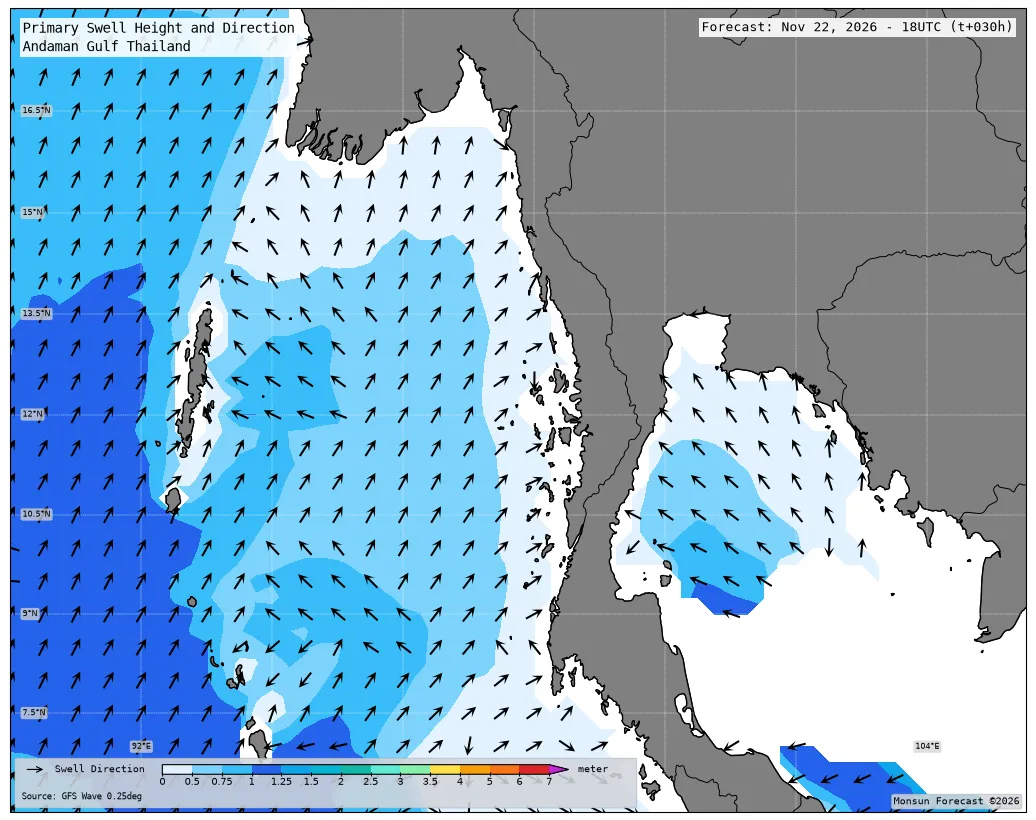 Primary Swell Height and Direction
Andaman Gulf Thailand
Forecast: Nov 22, 2026 - 18UTC (t+030h)
16.5°N
15°N
13.5°N
12°N
10.5°N
9°N
7.5°N
92°E
104°E
Swell Direction
0 0.5 0.75 1 1.25 1.5 2 2.5 3 3.5 4 5 6 7
meter
Source: GFS Wave 0.25deg
Monsun Forecast ©2026